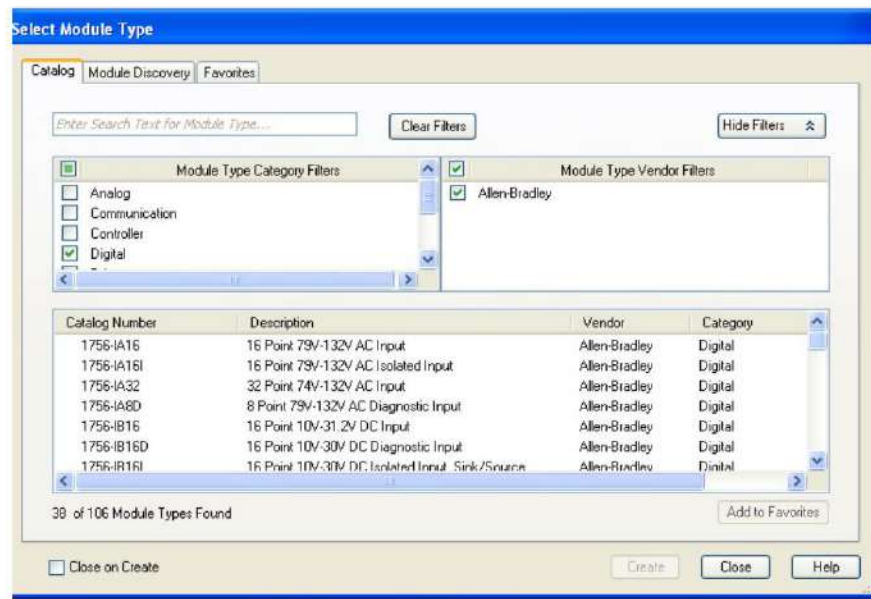 Select Module Type
Catalog Module Discovery Favorites
Enter Search Text for Module Type... Clear Filters Hide Filters
Module Type Category Filters Module Type Vendor Filters
Analog Allen-Bradley
Communication
Controller
Digital
Catalog Number Description Vendor Category
1756-IA16 16 Point 79V-132V AC Input Allen-Bradley Digital
1756-IA16I 16 Point 79V-132V AC Isolated Input Allen-Bradley Digital
1756-IA32 32 Point 74V-132V AC Input Allen-Bradley Digital
1756-IA8D 8 Point 79V-132V AC Diagnostic Input Allen-Bradley Digital
1756-IB16 16 Point 10V-31.2V DC Input Allen-Bradley Digital
1756-IB16D 16 Point 10V-30V DC Diagnostic Input Allen-Bradley Digital
1756-IB16I 16 Point 10V-30V DC Isolated Input, Sink/Source Allen-Bradley Digital
38 of 106 Module Types Found Add to Favorites
Close on Create Create Close Help